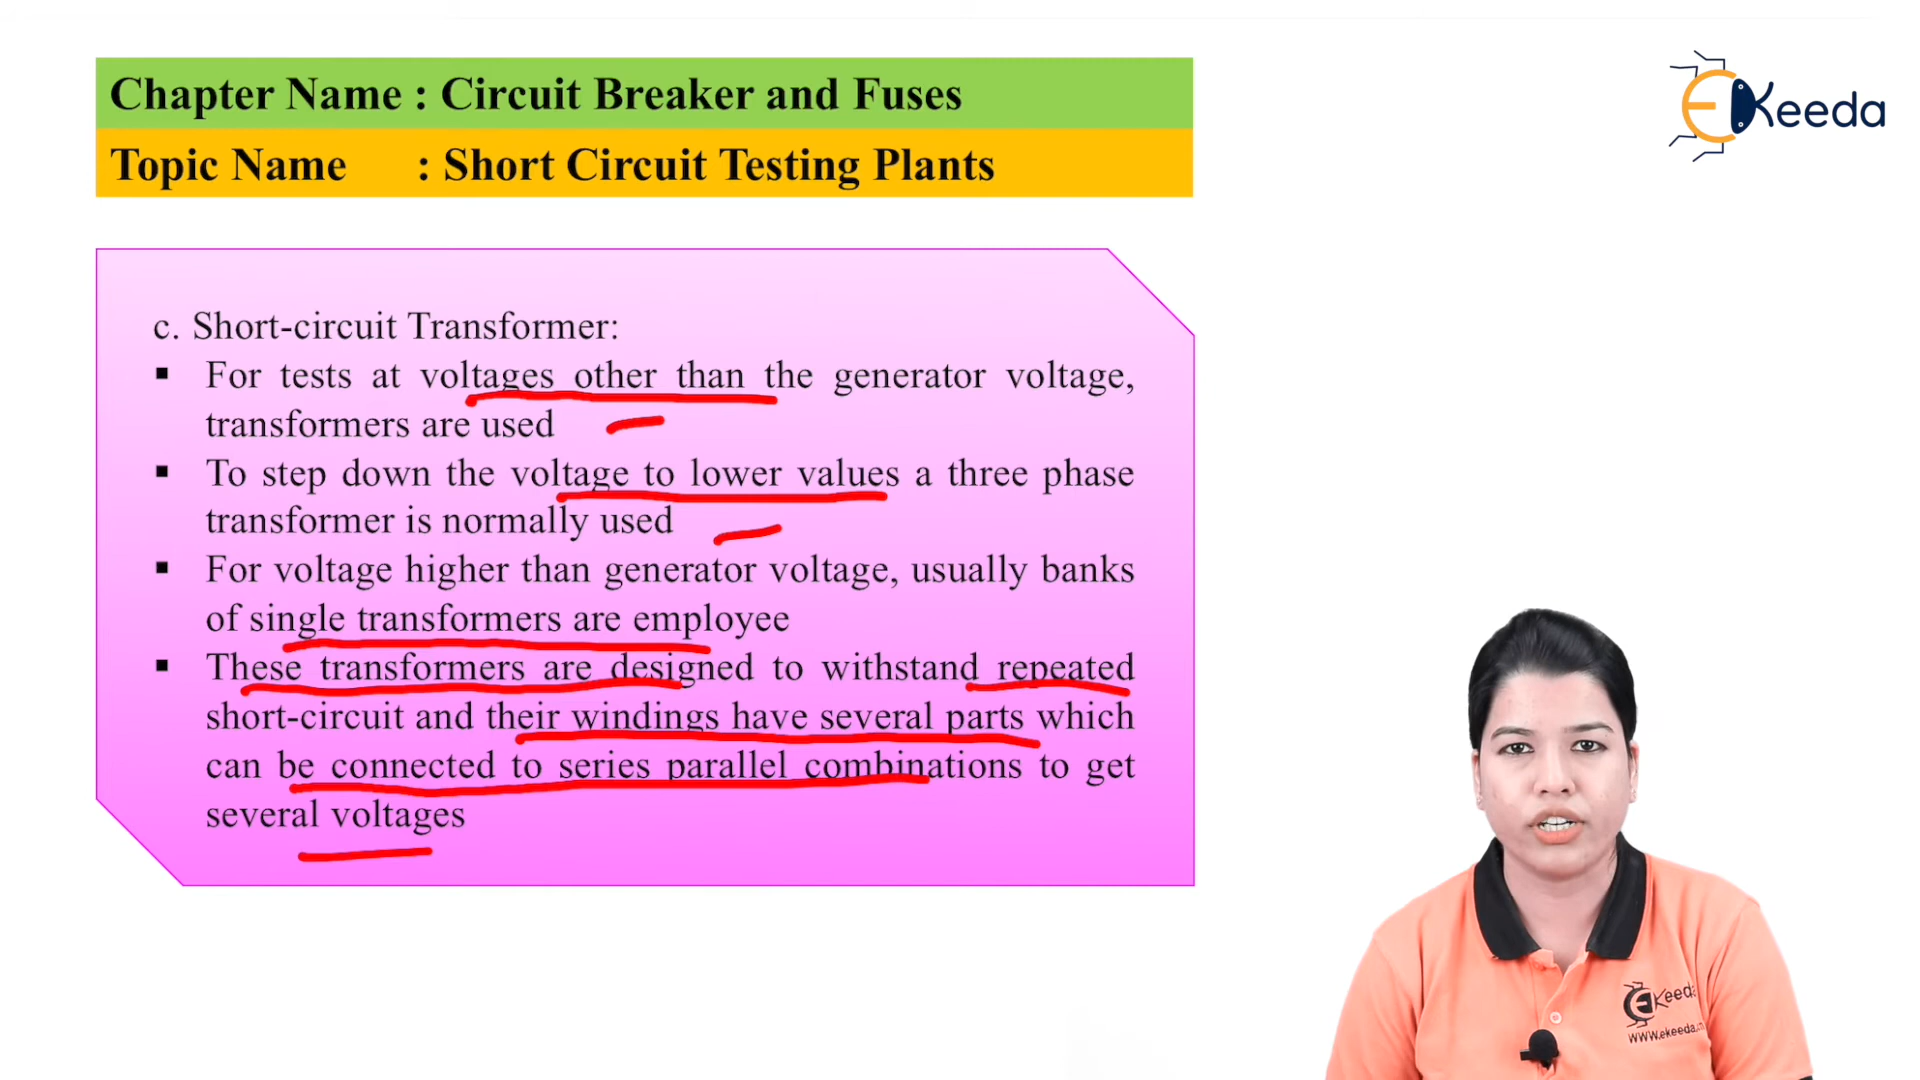 Chapter Name : Circuit Breaker and Fuses
Topic Name : Short Circuit Testing Plants
Keeda
c. Short-circuit Transformer:
▪ For tests at voltages other than the generator voltage,
transformers are used
▪ To step down the voltage to lower values a three phase
transformer is normally used
▪ For voltage higher than generator voltage, usually banks
of single transformers are employee
▪ These transformers are designed to withstand repeated
short-circuit and their windings have several parts which
can be connected to series parallel combinations to get
several voltages
Keeda